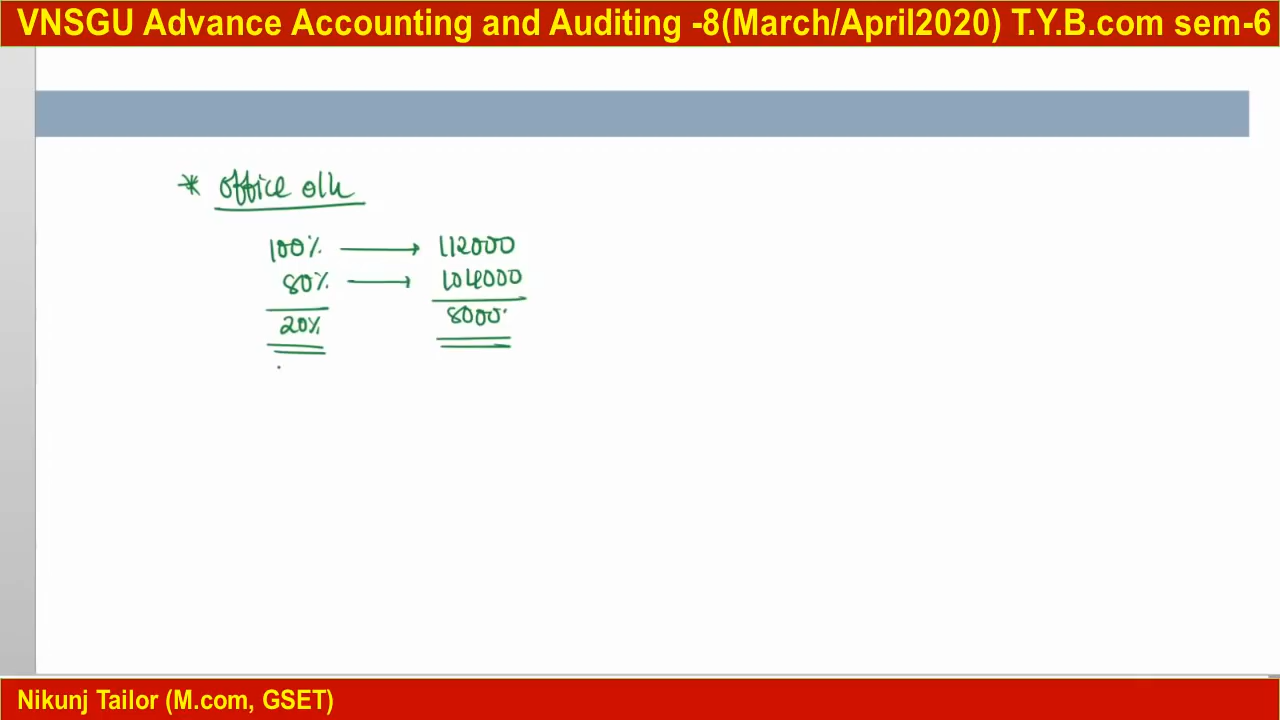 VNSGU Advance Accounting and Auditing -8(March/April2020) T.Y.B.com sem-6
* office o/h
100% → 112000
80% → 104000
20% 8000
Nikunj Tailor (M.com, GSET)